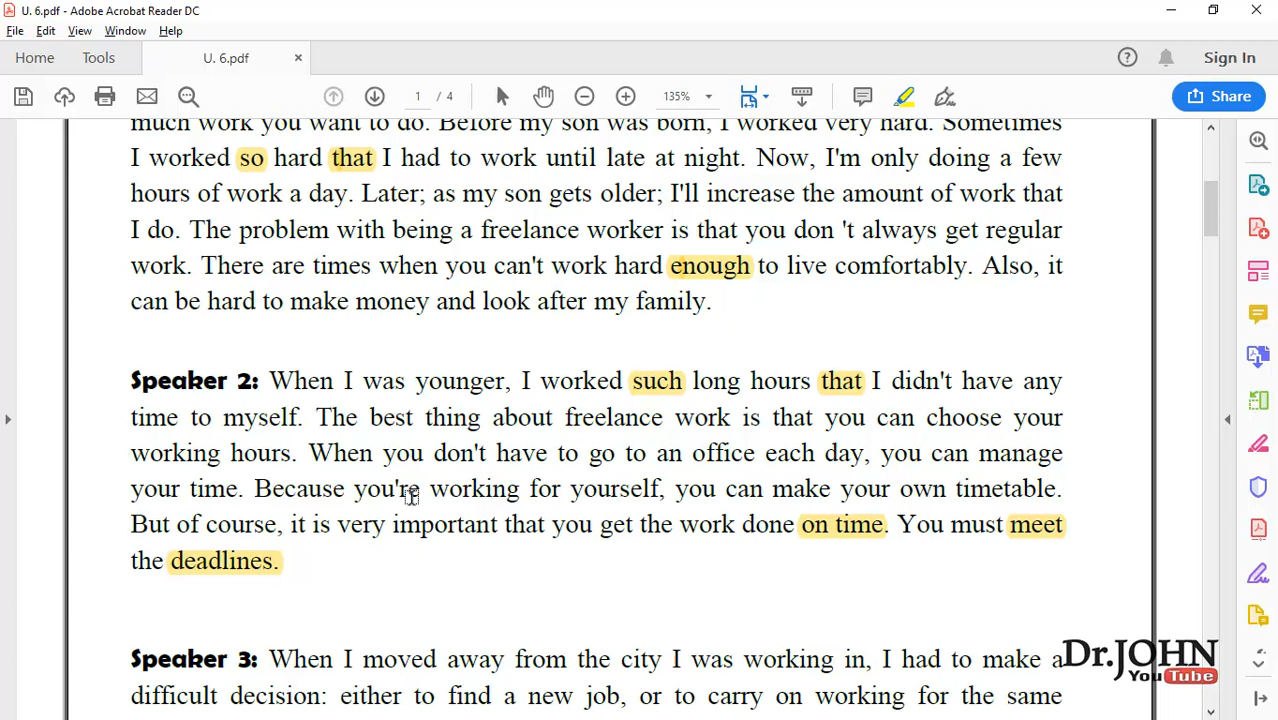 U. 6.pdf - Adobe Acrobat Reader DC
File Edit View Window Help
Home Tools U. 6.pdf × Sign In
1 / 4 135% Share
much work you want to do. Before my son was born, I worked very hard. Sometimes
I worked so hard that I had to work until late at night. Now, I'm only doing a few
hours of work a day. Later; as my son gets older; I'll increase the amount of work that
I do. The problem with being a freelance worker is that you don 't always get regular
work. There are times when you can't work hard enough to live comfortably. Also, it
can be hard to make money and look after my family.
Speaker 2: When I was younger, I worked such long hours that I didn't have any
time to myself. The best thing about freelance work is that you can choose your
working hours. When you don't have to go to an office each day, you can manage
your time. Because you're working for yourself, you can make your own timetable.
But of course, it is very important that you get the work done on time. You must meet
the deadlines.
Speaker 3: When I moved away from the city I was working in, I had to make a
difficult decision: either to find a new job, or to carry on working for the same
Dr.JOHN
You Tube